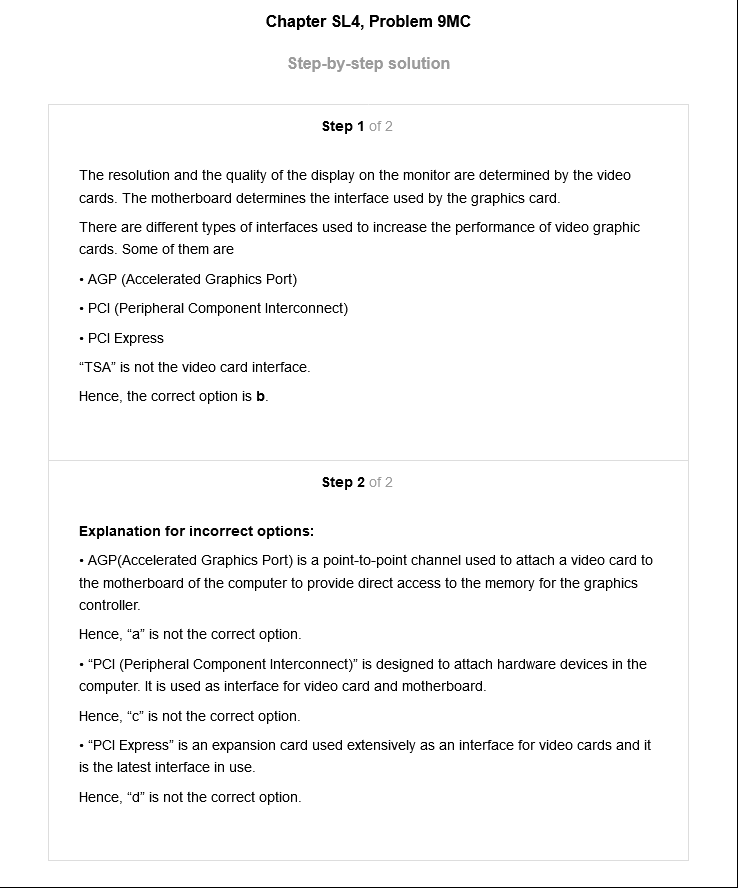 Chapter SL4, Problem 9MC
Step-by-step solution
Step 1 of 2
The resolution and the quality of the display on the monitor are determined by the video
cards. The motherboard determines the interface used by the graphics card.
There are different types of interfaces used to increase the performance of video graphic
cards. Some of them are
• AGP (Accelerated Graphics Port)
• PCI (Peripheral Component Interconnect)
• PCI Express
“TSA” is not the video card interface.
Hence, the correct option is b.
Step 2 of 2
Explanation for incorrect options:
• AGP(Accelerated Graphics Port) is a point-to-point channel used to attach a video card to
the motherboard of the computer to provide direct access to the memory for the graphics
controller.
Hence, “a” is not the correct option.
• “PCI (Peripheral Component Interconnect)” is designed to attach hardware devices in the
computer. It is used as interface for video card and motherboard.
Hence, “c” is not the correct option.
• “PCI Express” is an expansion card used extensively as an interface for video cards and it
is the latest interface in use.
Hence, “d” is not the correct option.